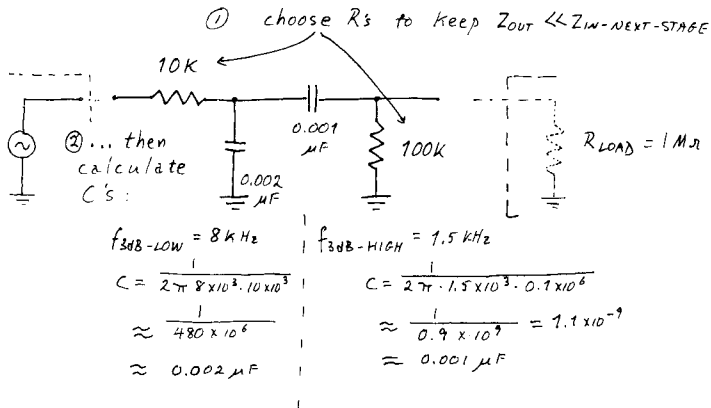 ① choose R's to keep Z_OUT << Z_IN-NEXT-STAGE
10K
② ... then
calculate
C's :
0.001
μF
100K
0.002
μF
R_LOAD = 1 MΩ
f_3dB-LOW = 8 kHz
C = 1 / (2π 8 x 10³ · 10 x 10³)
≈ 1 / (480 x 10⁶)
≈ 0.002 μF
f_3dB-HIGH = 1.5 kHz
C = 1 / (2π · 1.5 x 10³ · 0.1 x 10⁶)
≈ 1 / (0.9 x 10⁹) = 1.1 x 10⁻⁹
≈ 0.001 μF